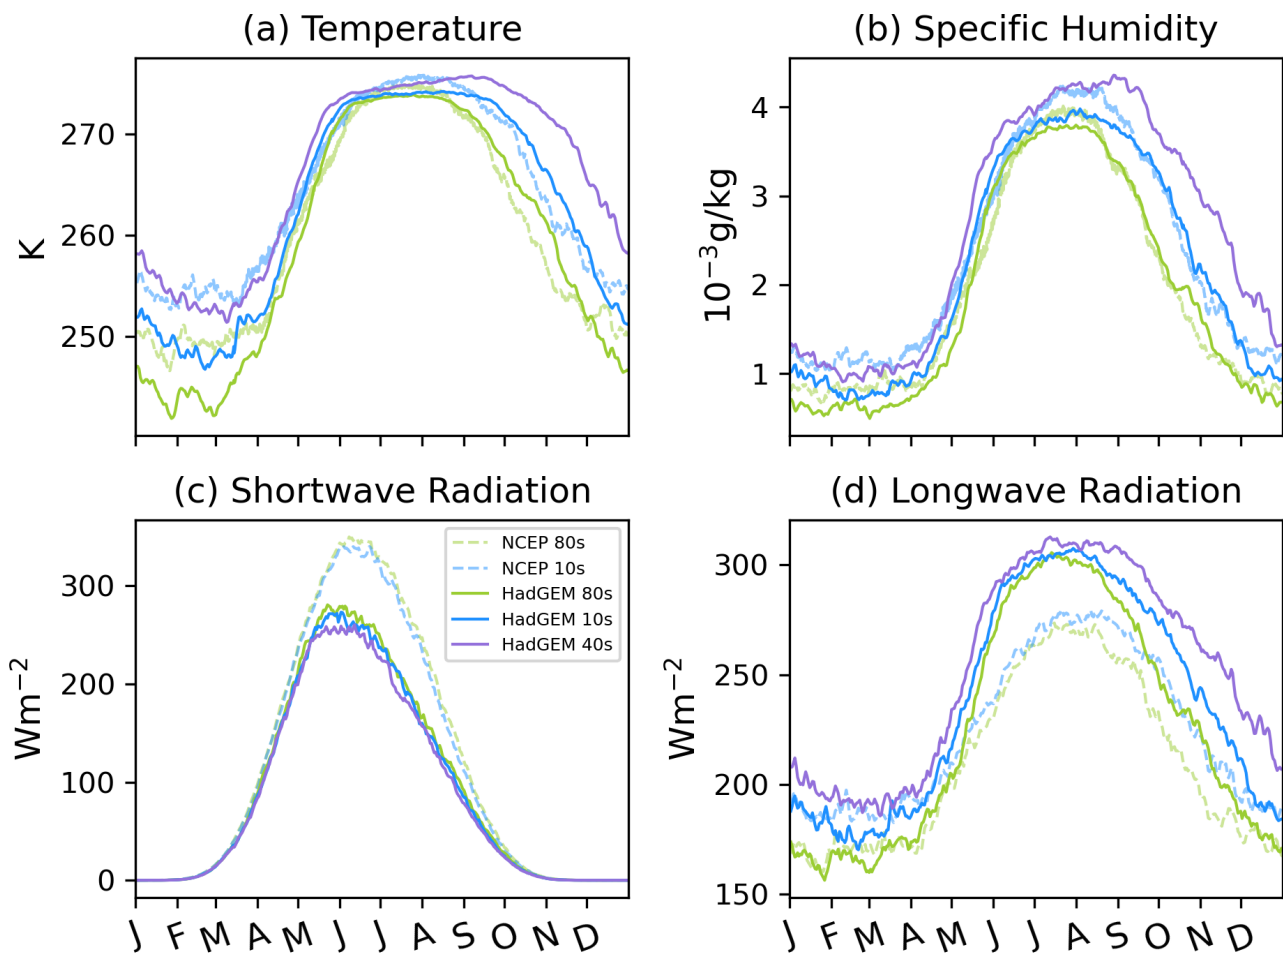 (a) Temperature
(b) Specific Humidity
K
270
260
250
10⁻³g/kg
4
3
2
1
(c) Shortwave Radiation
(d) Longwave Radiation
Wm⁻²
300
200
100
0
NCEP 80s
NCEP 10s
HadGEM 80s
HadGEM 10s
HadGEM 40s
Wm⁻²
300
250
200
150
J F M A M J J A S O N D
J F M A M J J A S O N D